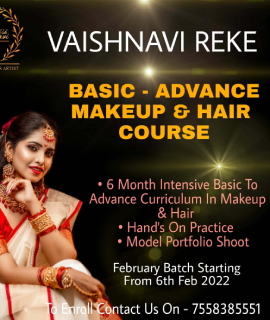 VAISHNAVI REKE
BASIC - ADVANCE
MAKEUP & HAIR
COURSE
• 6 Month Intensive Basic To
Advance Curriculum In Makeup
& Hair
• Hand's On Practice
• Model Portfolio Shoot
February Batch Starting
From 6th Feb 2022
To Enroll Contact Us On - 7558385551